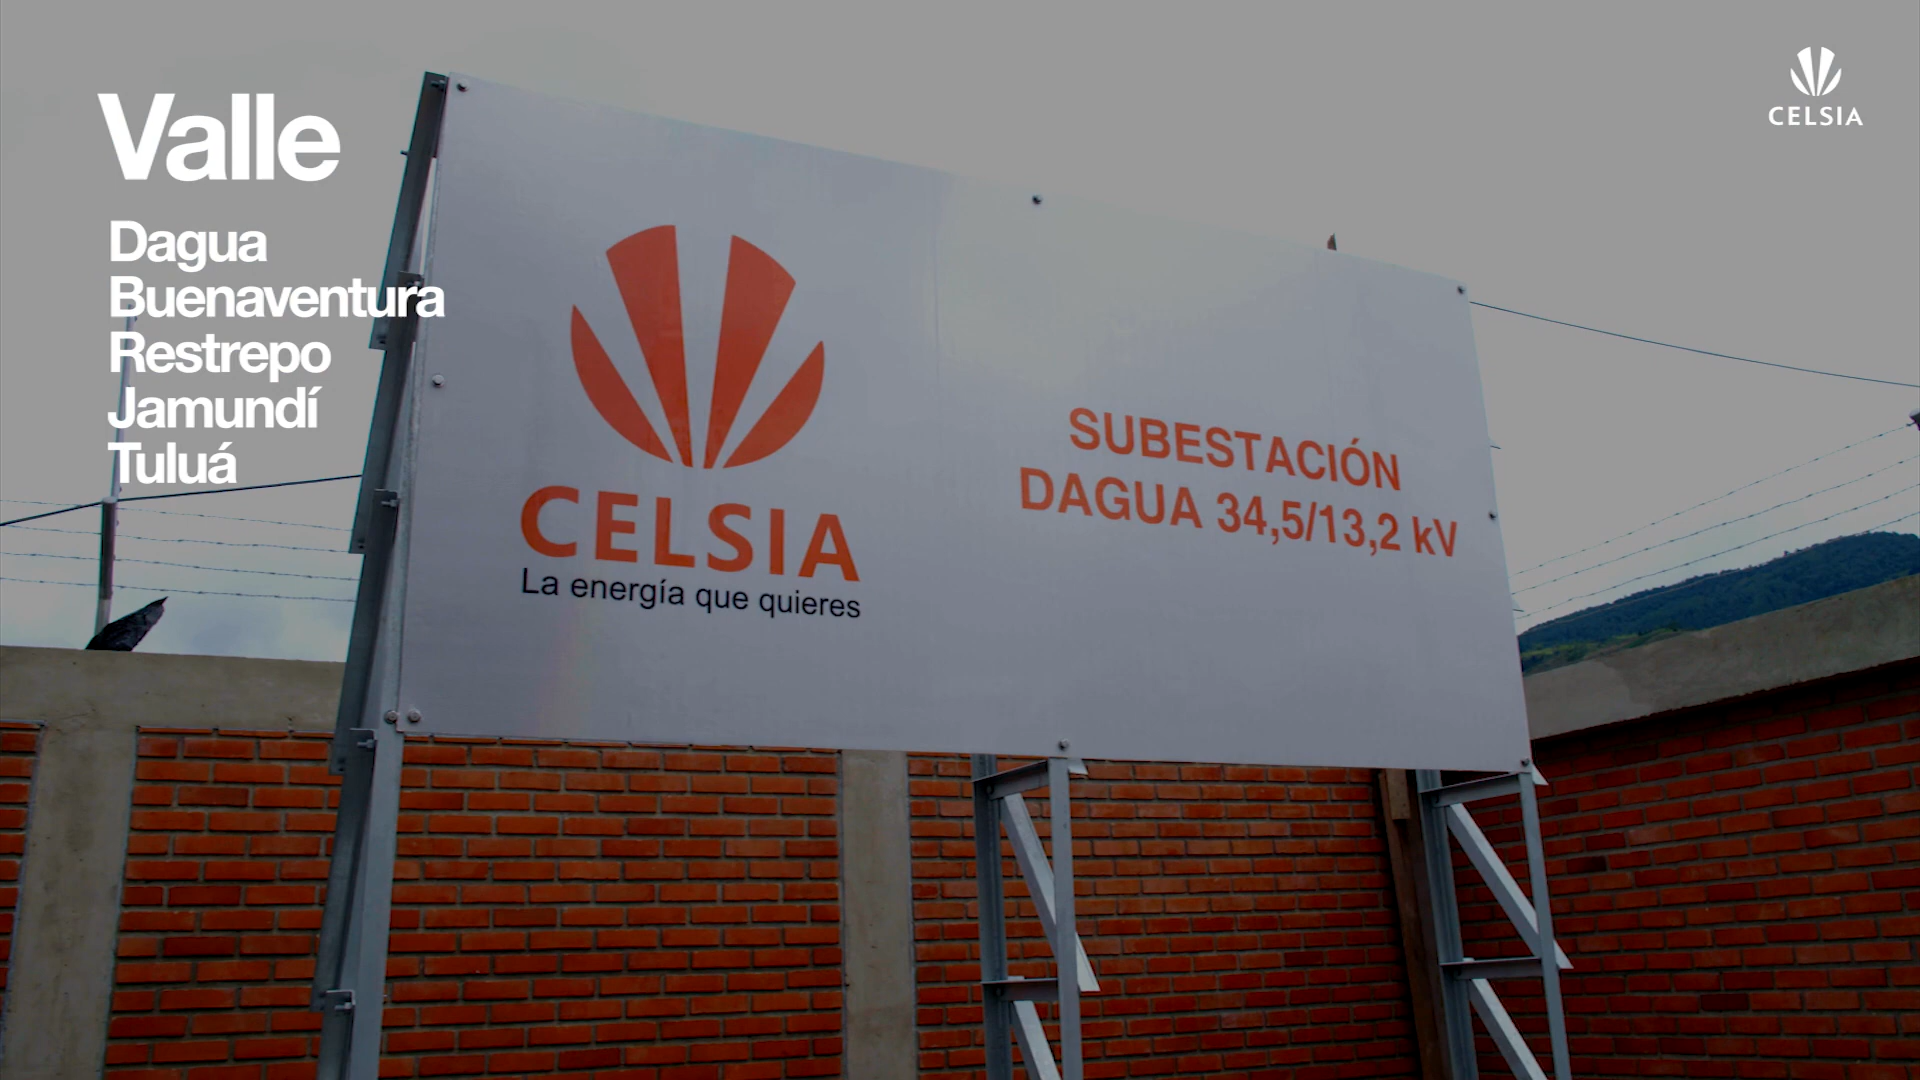 Valle
Dagua
Buenaventura
Restrepo
Jamundí
Tuluá
CELSIA
CELSIA
La energía que quieres
SUBESTACIÓN
DAGUA 34,5/13,2 kV